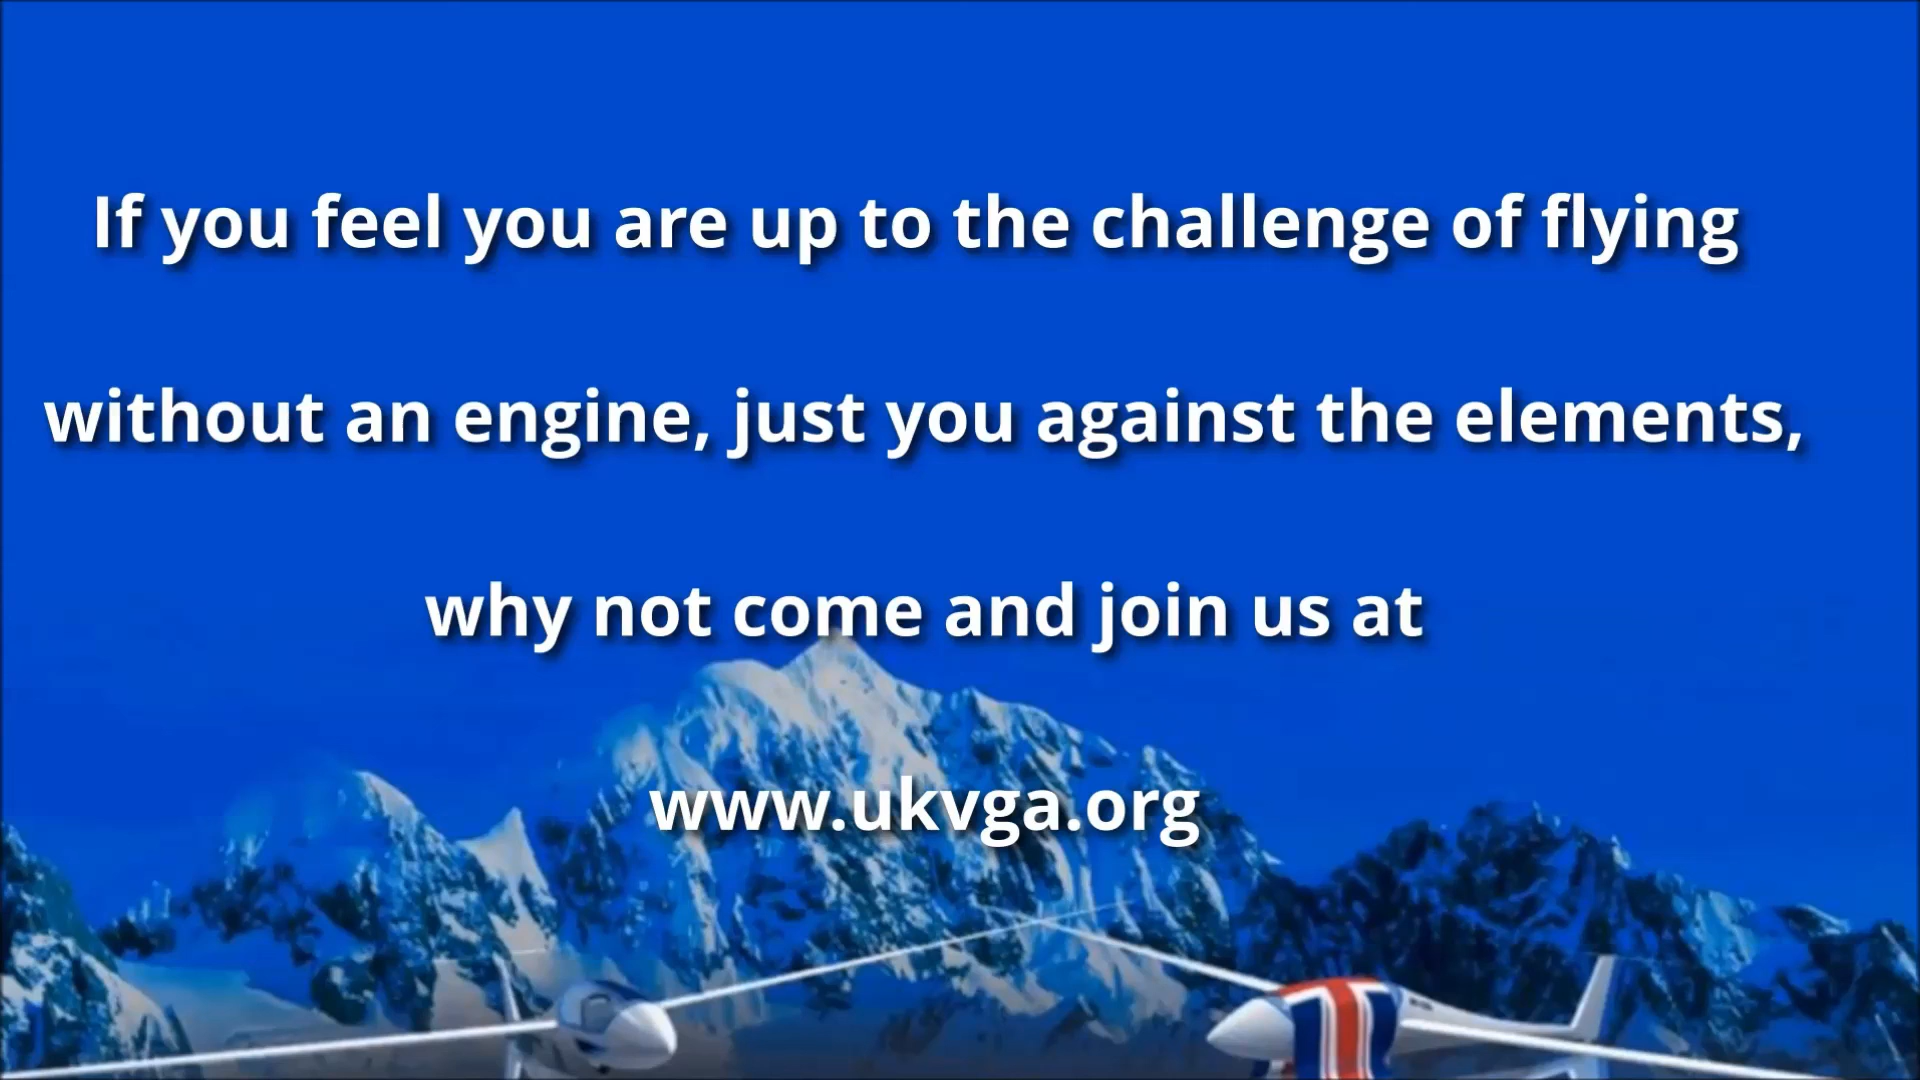 If you feel you are up to the challenge of flying
without an engine, just you against the elements,
why not come and join us at
www.ukvga.org